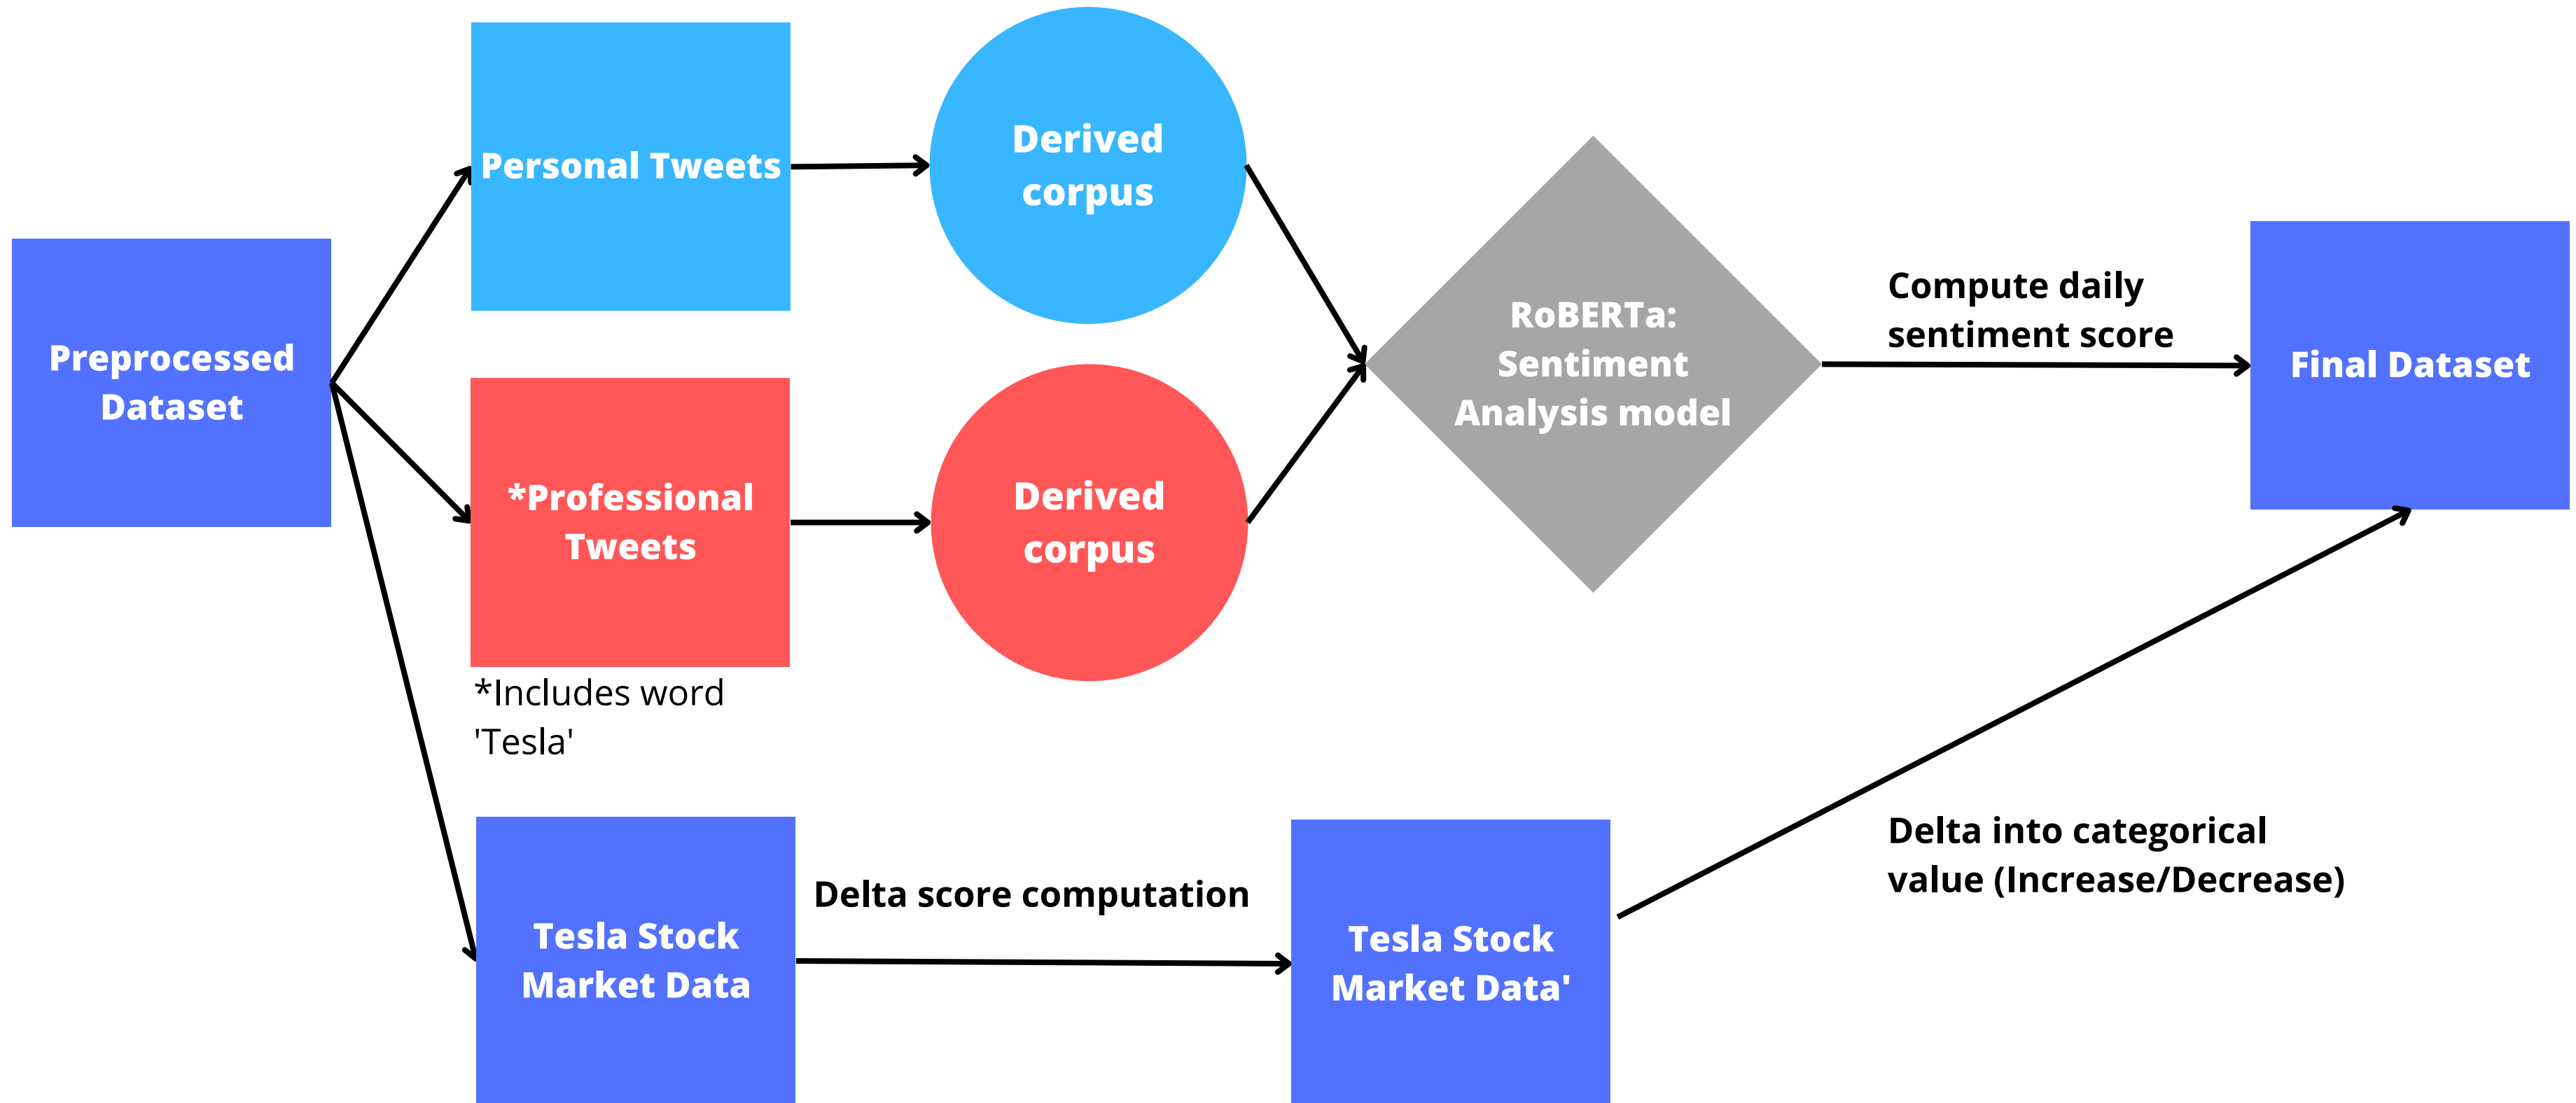 Personal Tweets
Derived
corpus
Preprocessed
Dataset
*Professional
Tweets
*Includes word
'Tesla'
Derived
corpus
RoBERTa:
Sentiment
Analysis model
Compute daily
sentiment score
Final Dataset
Tesla Stock
Market Data
Delta score computation
Tesla Stock
Market Data'
Delta into categorical
value (Increase/Decrease)